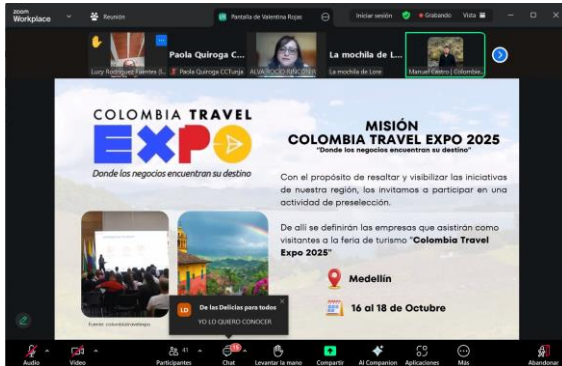 zoom
Workplace
Reunión
Pantalla de Valentina Rojas
Iniciar sesión
Grabando
Vista
Paola Quiroga C...
La mochila de L...
Lucy Rodríguez Fuentes (I...
Paola Quiroga CCTunja
ALVA ROCIO RINCON R
La mochila de Lore
Manuel Castro | Colombie...
COLOMBIA TRAVEL
EXPO
Donde los negocios encuentran su destino
MISIÓN
COLOMBIA TRAVEL EXPO 2025
"Donde los negocios encuentran su destino"
Con el propósito de resaltar y visibilizar las iniciativas
de nuestra región, los invitamos a participar en una
actividad de preselección.
De allí se definirán las empresas que asistirán como
visitantes a la feria de turismo "Colombia Travel
Expo 2025"
Medellín
16 al 18 de Octubre
LD
De las Delicias para todos
YO LO QUIERO CONOCER
Fuente: colombiatravelexpo
Audio
Video
41
Participantes
15
Chat
Levantar la mano
Compartir
AI Companion
Aplicaciones
Más
Abandonar